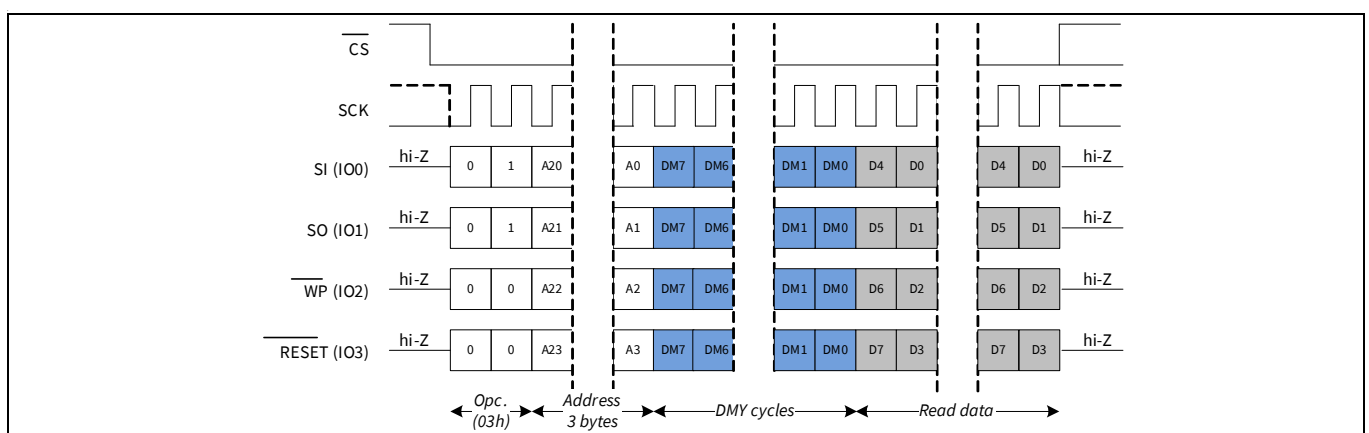 CS
SCK
SI (IO0) hi-Z 0 1 A20 A0 DM7 DM6 DM1 DM0 D4 D0 D4 D0 hi-Z
SO (IO1) hi-Z 0 1 A21 A1 DM7 DM6 DM1 DM0 D5 D1 D5 D1 hi-Z
WP (IO2) hi-Z 0 0 A22 A2 DM7 DM6 DM1 DM0 D6 D2 D6 D2 hi-Z
RESET (IO3) hi-Z 0 0 A23 A3 DM7 DM6 DM1 DM0 D7 D3 D7 D3 hi-Z
Opc. Address DMY cycles Read data
(03h) 3 bytes